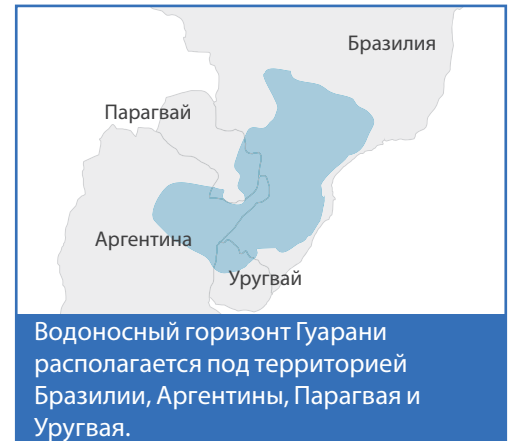 Бразилия
Парагвай
Аргентина
Уругвай
Водоносный горизонт Гуарани
располагается под территорией
Бразилии, Аргентины, Парагвая и
Уругвая.